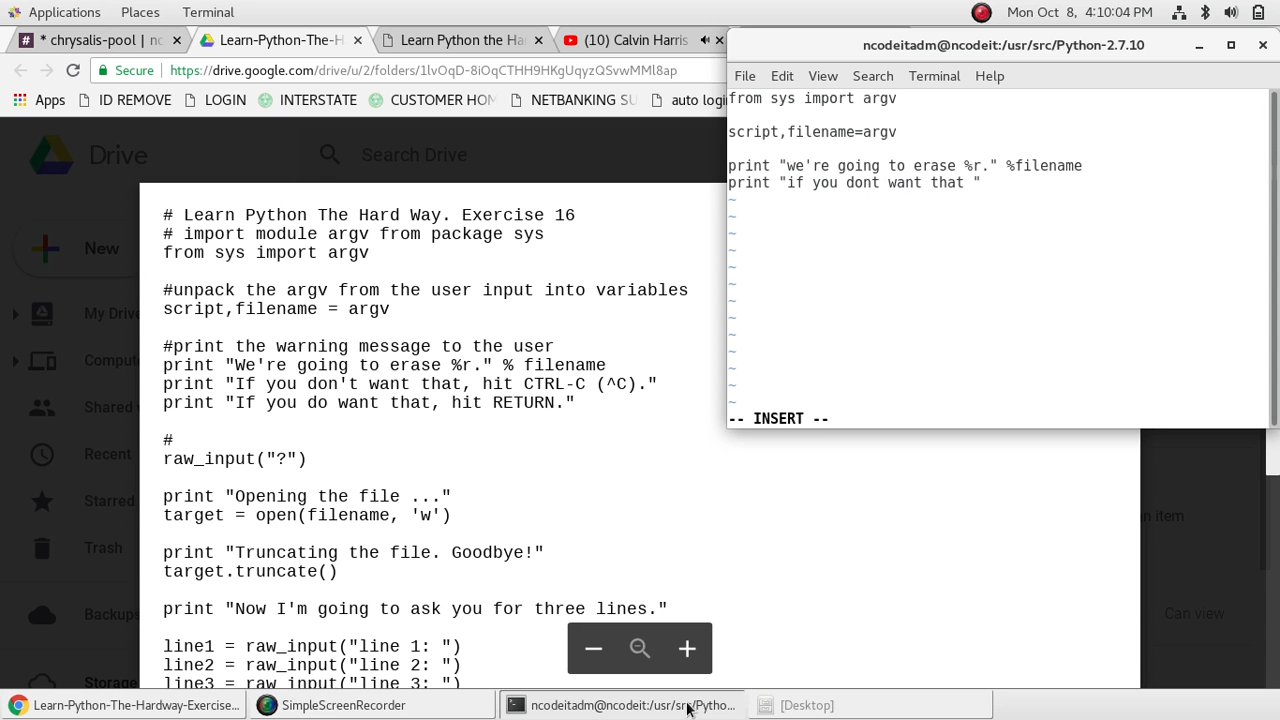 Applications Places Terminal Mon Oct 8, 4:10:04 PM
* chrysalis-pool | nc Learn-Python-The-H Learn Python the Ha (10) Calvin Harris
Secure https://drive.google.com/drive/u/2/folders/1lvOqD-8iOqCTHH9HKgUqyzQSvwMMl8ap
Apps ID REMOVE LOGIN INTERSTATE CUSTOMER HOM NETBANKING SU auto login
Drive
Search Drive
New
My Drive
Compute
Shared w
Recent
Starred
Trash
Backups
Storage
# Learn Python The Hard Way. Exercise 16
# import module argv from package sys
from sys import argv
#unpack the argv from the user input into variables
script,filename = argv
#print the warning message to the user
print "We're going to erase %r." % filename
print "If you don't want that, hit CTRL-C (^C)."
print "If you do want that, hit RETURN."
#
raw_input("?")
print "Opening the file ..."
target = open(filename, 'w')
print "Truncating the file. Goodbye!"
target.truncate()
print "Now I'm going to ask you for three lines."
line1 = raw_input("line 1: ")
line2 = raw_input("line 2: ")
line3 = raw_input("line 3: ")
ncodeitadm@ncodeit:/usr/src/Python-2.7.10
File Edit View Search Terminal Help
from sys import argv
script,filename=argv
print "we're going to erase %r." %filename
print "if you dont want that "
~
~
~
~
~
~
~
~
~
~
~
~
~
-- INSERT --
n item
Can view
Learn-Python-The-Hardway-Exercise... SimpleScreenRecorder ncodeitadm@ncodeit:/usr/src/Pytho... [Desktop]